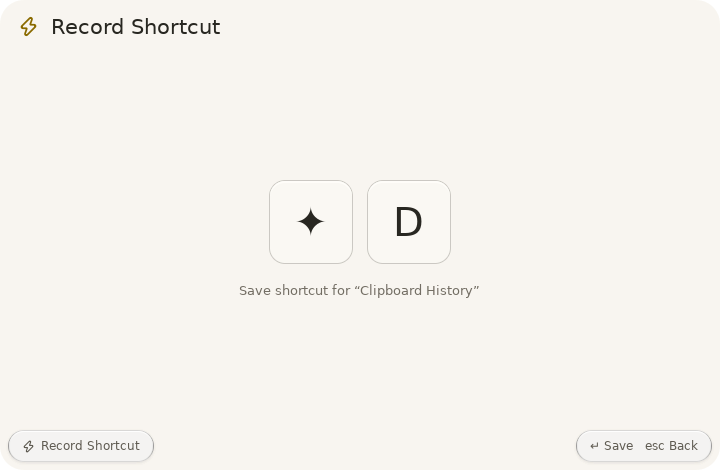 Record Shortcut
✦ D
Save shortcut for “Clipboard History”
Record Shortcut
↵ Save esc Back